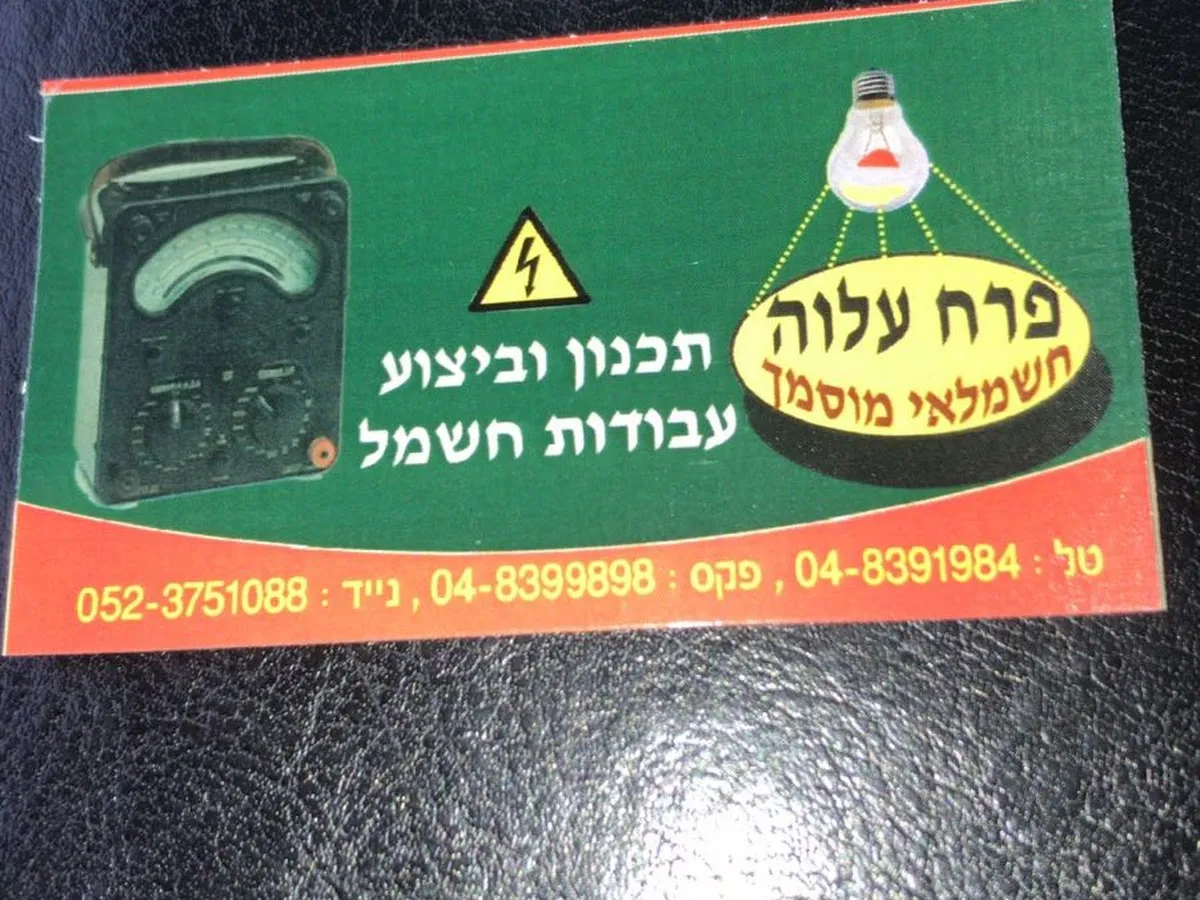 פרח עלוה
חשמלאי מוסמך
תכנון וביצוע
עבודות חשמל
טל : 04-8391984 , פקס : 04-8399898 , נייד : 052-3751088